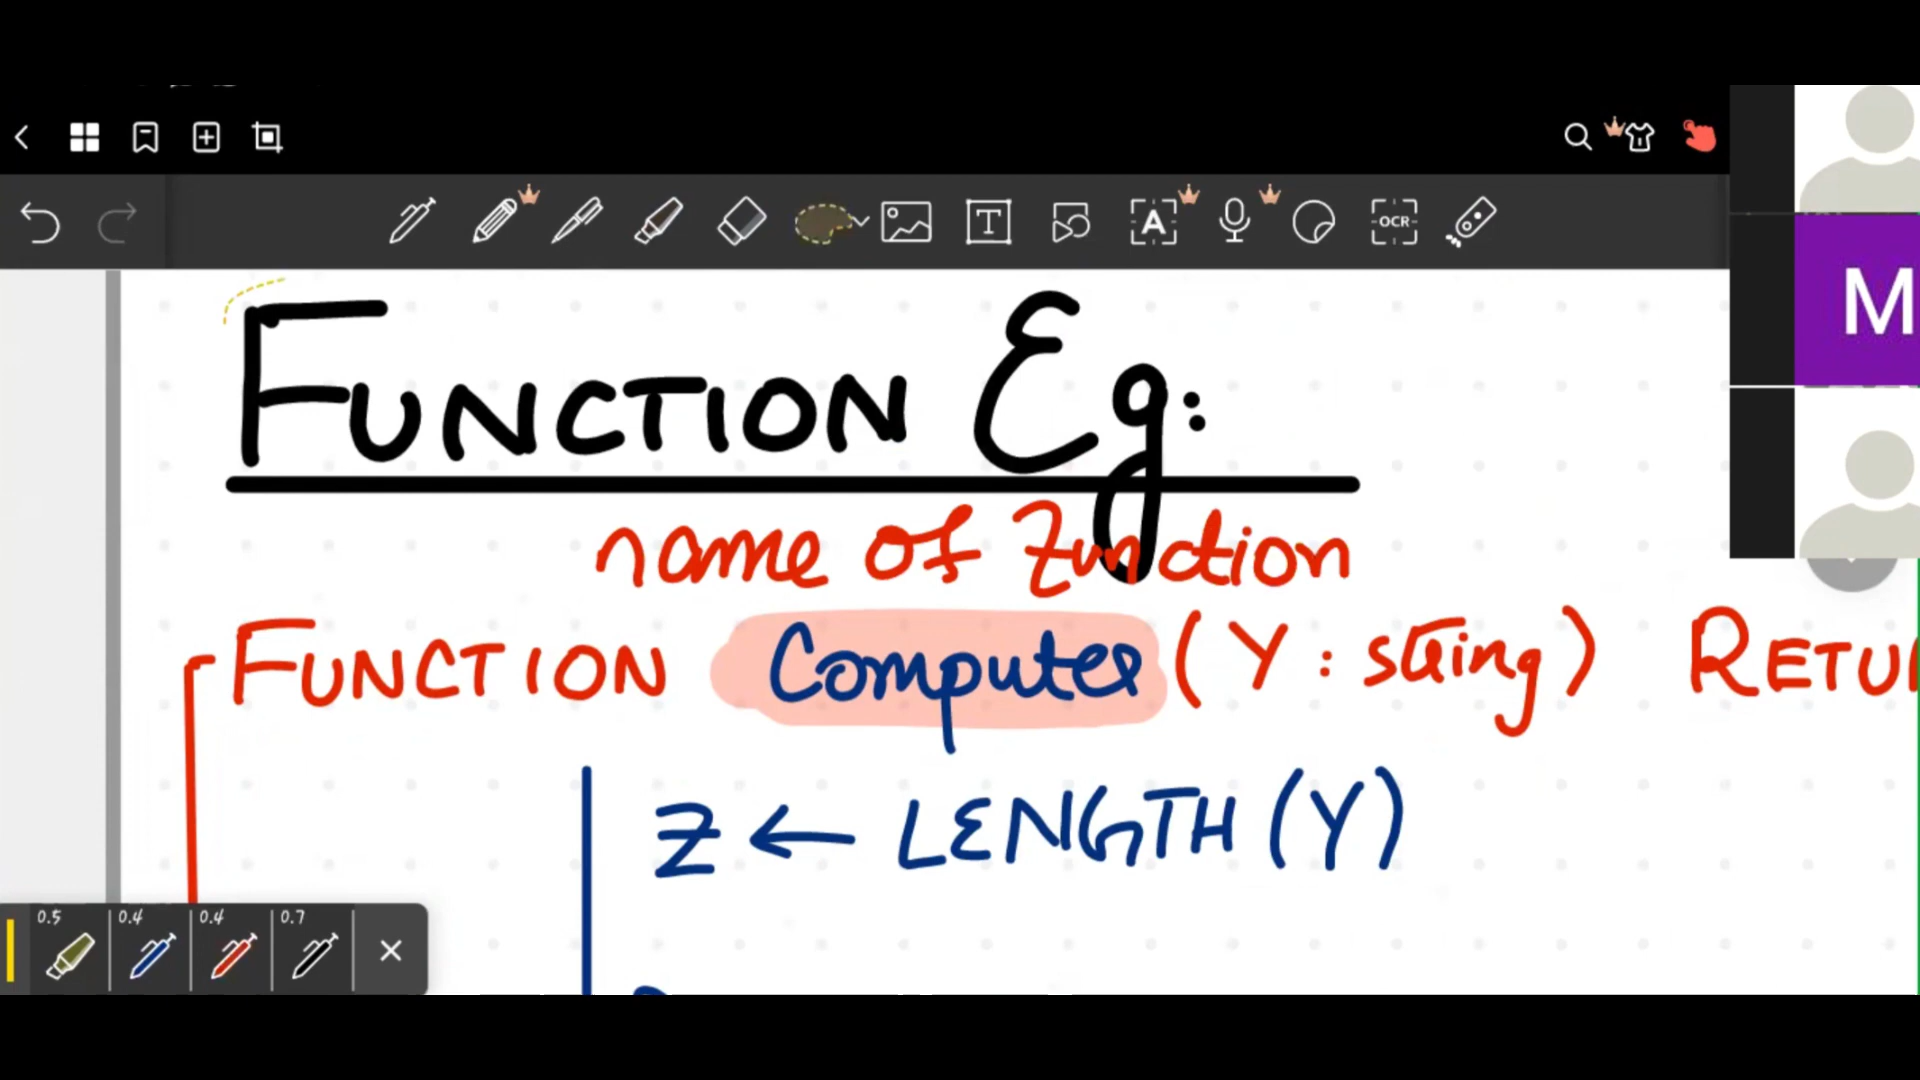 OCR
A
T
M
FUNCTION Eg:
name of function
FUNCTION Computer (Y : string) RETU
Z ← LENGTH (Y)
0.5 0.4 0.4 0.7